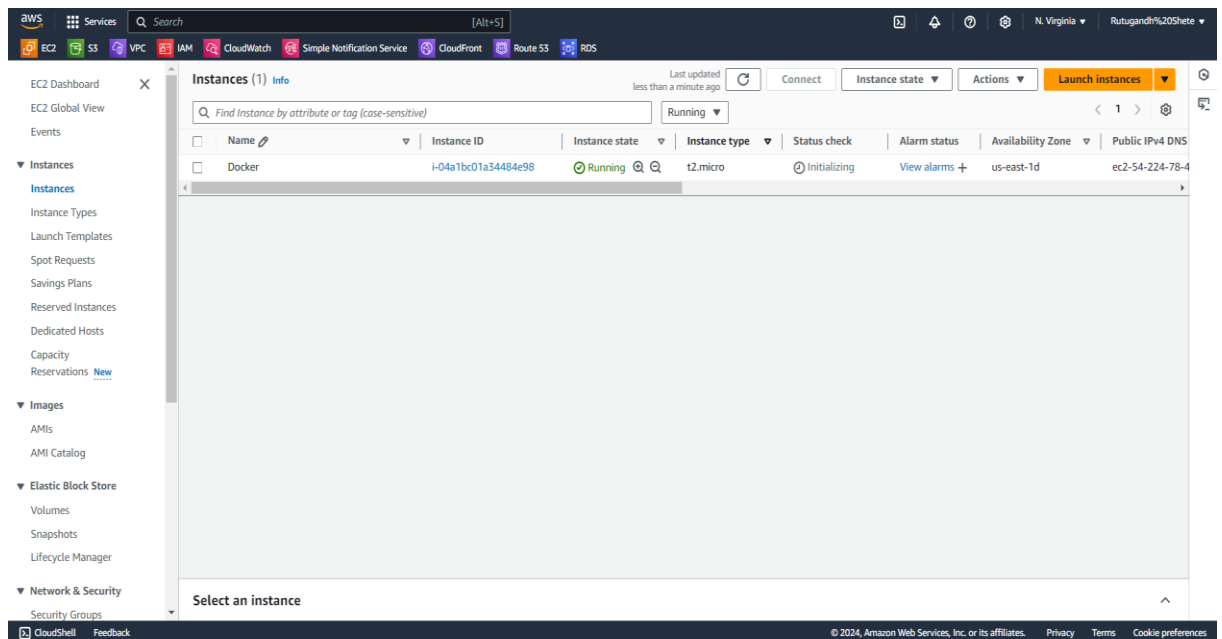 aws Services Search [Alt+S] N. Virginia Rutugandh%20Shete
EC2 S3 VPC IAM CloudWatch Simple Notification Service CloudFront Route 53 RDS
EC2 Dashboard
EC2 Global View
Events
Instances
Instances
Instance Types
Launch Templates
Spot Requests
Savings Plans
Reserved Instances
Dedicated Hosts
Capacity
Reservations New
Images
AMIs
AMI Catalog
Elastic Block Store
Volumes
Snapshots
Lifecycle Manager
Network & Security
Security Groups
Instances (1) Info
Last updated
less than a minute ago
Connect Instance state Actions Launch instances
Find Instance by attribute or tag (case-sensitive) Running 1
Name Instance ID Instance state Instance type Status check Alarm status Availability Zone Public IPv4 DNS
Docker i-04a1bc01a34484e98 Running t2.micro Initializing View alarms + us-east-1d ec2-54-224-78-4
Select an instance
CloudShell Feedback © 2024, Amazon Web Services, Inc. or its affiliates. Privacy Terms Cookie preferences